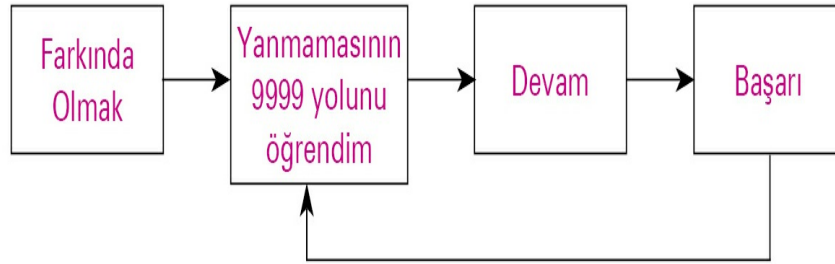 Farkında
Olmak
Yanmamasının
9999 yolunu
öğrendim
Devam
Başarı